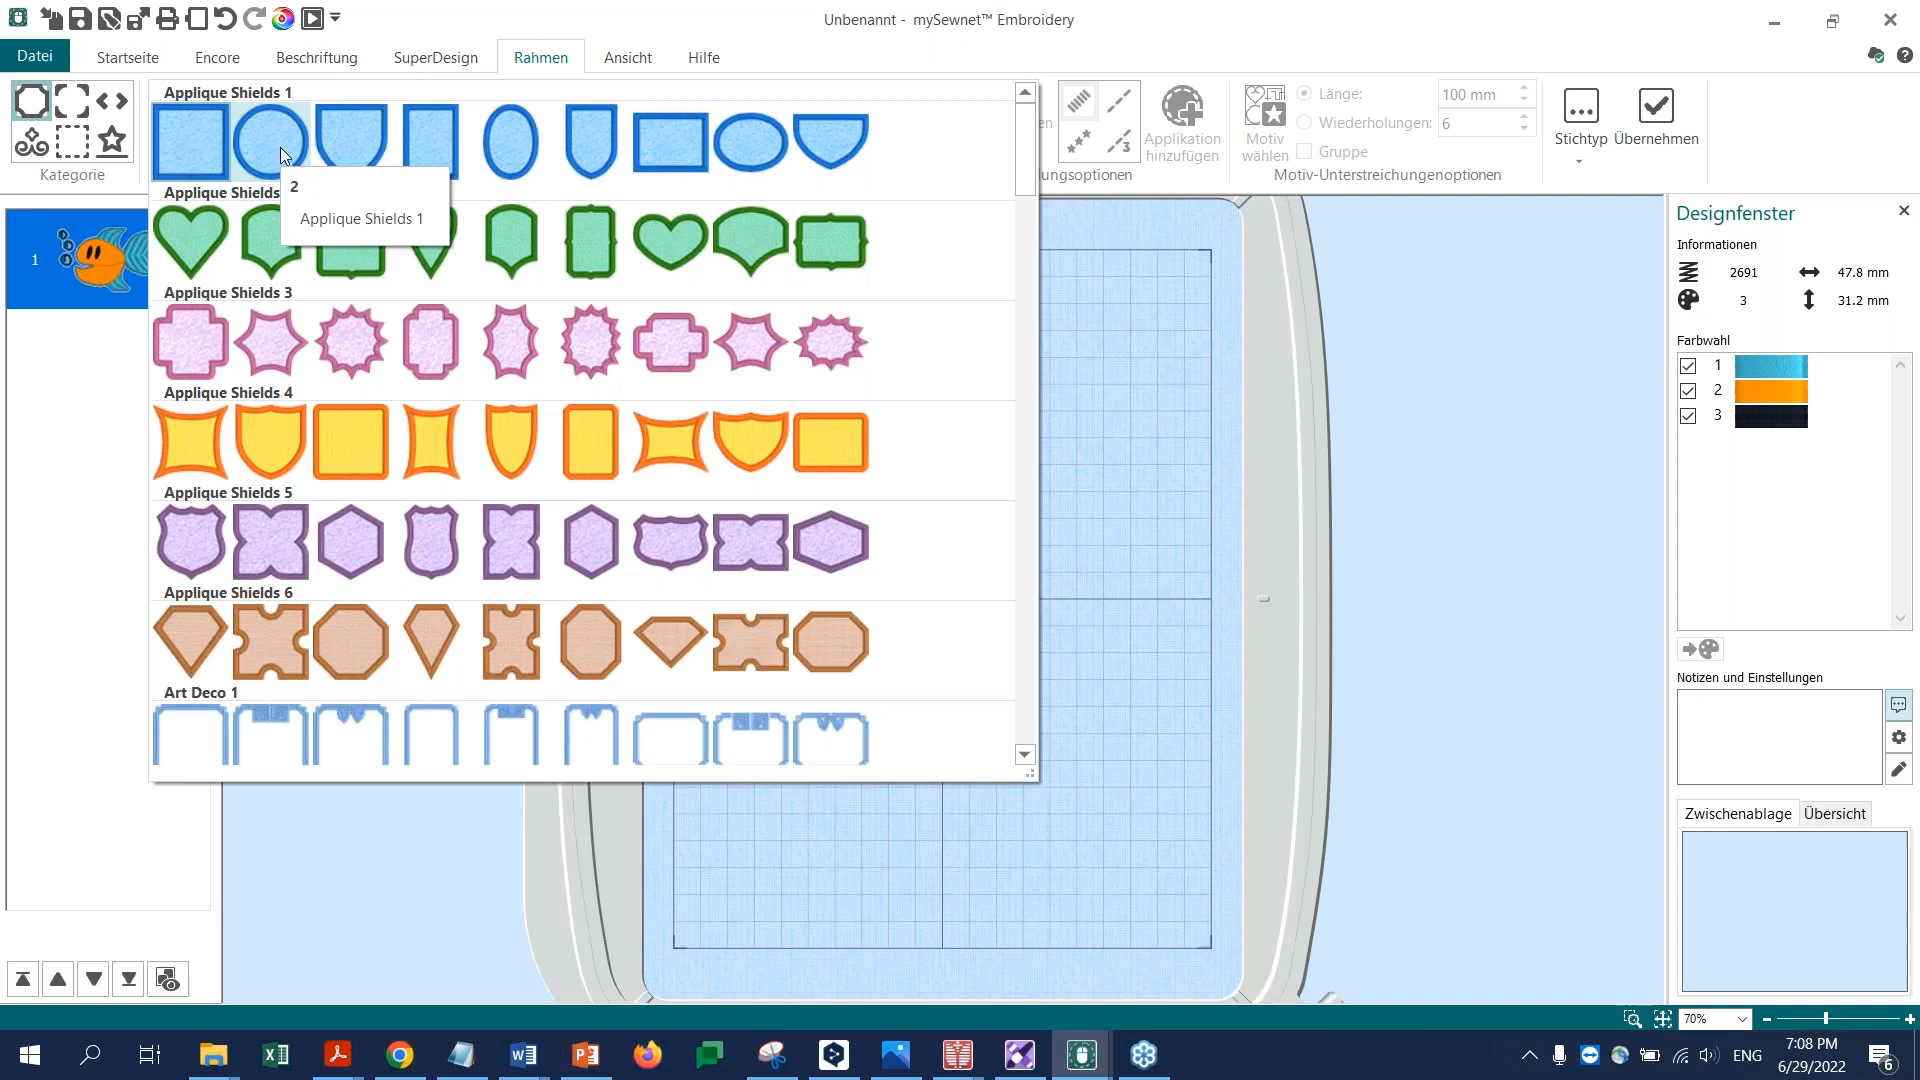 Unbenannt - mySewnet™ Embroidery
Datei
Startseite
Encore
Beschriftung
SuperDesign
Rahmen
Ansicht
Hilfe
Kategorie
Applique Shields 1
2
Applique Shields 1
Applique Shields
Applique Shields 3
Applique Shields 4
Applique Shields 5
Applique Shields 6
Art Deco 1
en
ungsoptionen
Applikation
hinzufügen
Motiv
wählen
Länge:
100 mm
Wiederholungen:
6
Gruppe
Motiv-Unterstreichungenoptionen
Stichtyp
Übernehmen
1
Designfenster
Informationen
2691
47.8 mm
3
31.2 mm
Farbwahl
1
2
3
Notizen und Einstellungen
Zwischenablage
Übersicht
70%
ENG
7:08 PM
6/29/2022
6